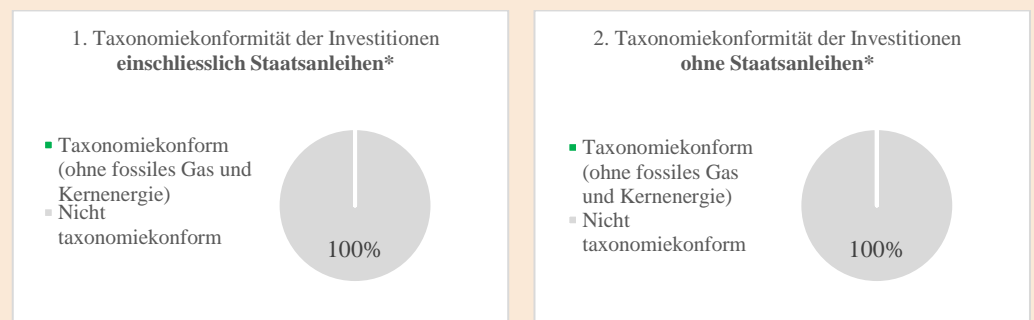 1. Taxonomiekonformität der Investitionen
einschliesslich Staatsanleihen*
Taxonomiekonform
(ohne fossiles Gas und
Kernenergie)
Nicht
taxonomiekonform
100%
2. Taxonomiekonformität der Investitionen
ohne Staatsanleihen*
Taxonomiekonform
(ohne fossiles Gas
und Kernenergie)
Nicht
taxonomiekonform
100%